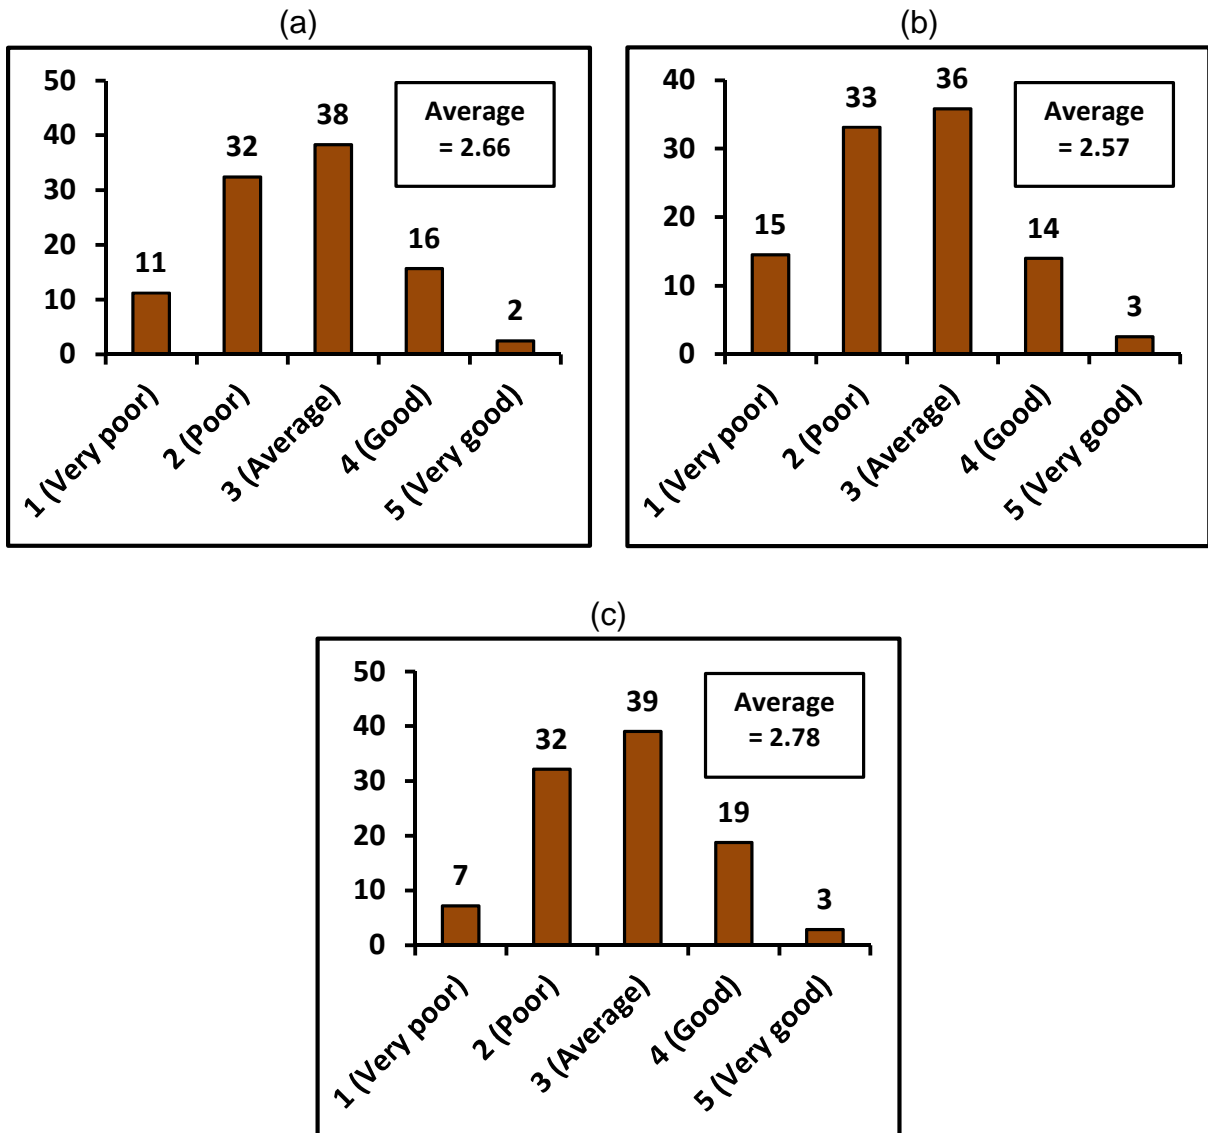 (a)
50
40
30
20
10
0
11
32
38
16
2
Average
= 2.66
1 (Very poor)
2 (Poor)
3 (Average)
4 (Good)
5 (Very good)
(b)
40
30
20
10
0
15
33
36
14
3
Average
= 2.57
1 (Very poor)
2 (Poor)
3 (Average)
4 (Good)
5 (Very good)
(c)
50
40
30
20
10
0
7
32
39
19
3
Average
= 2.78
1 (Very poor)
2 (Poor)
3 (Average)
4 (Good)
5 (Very good)